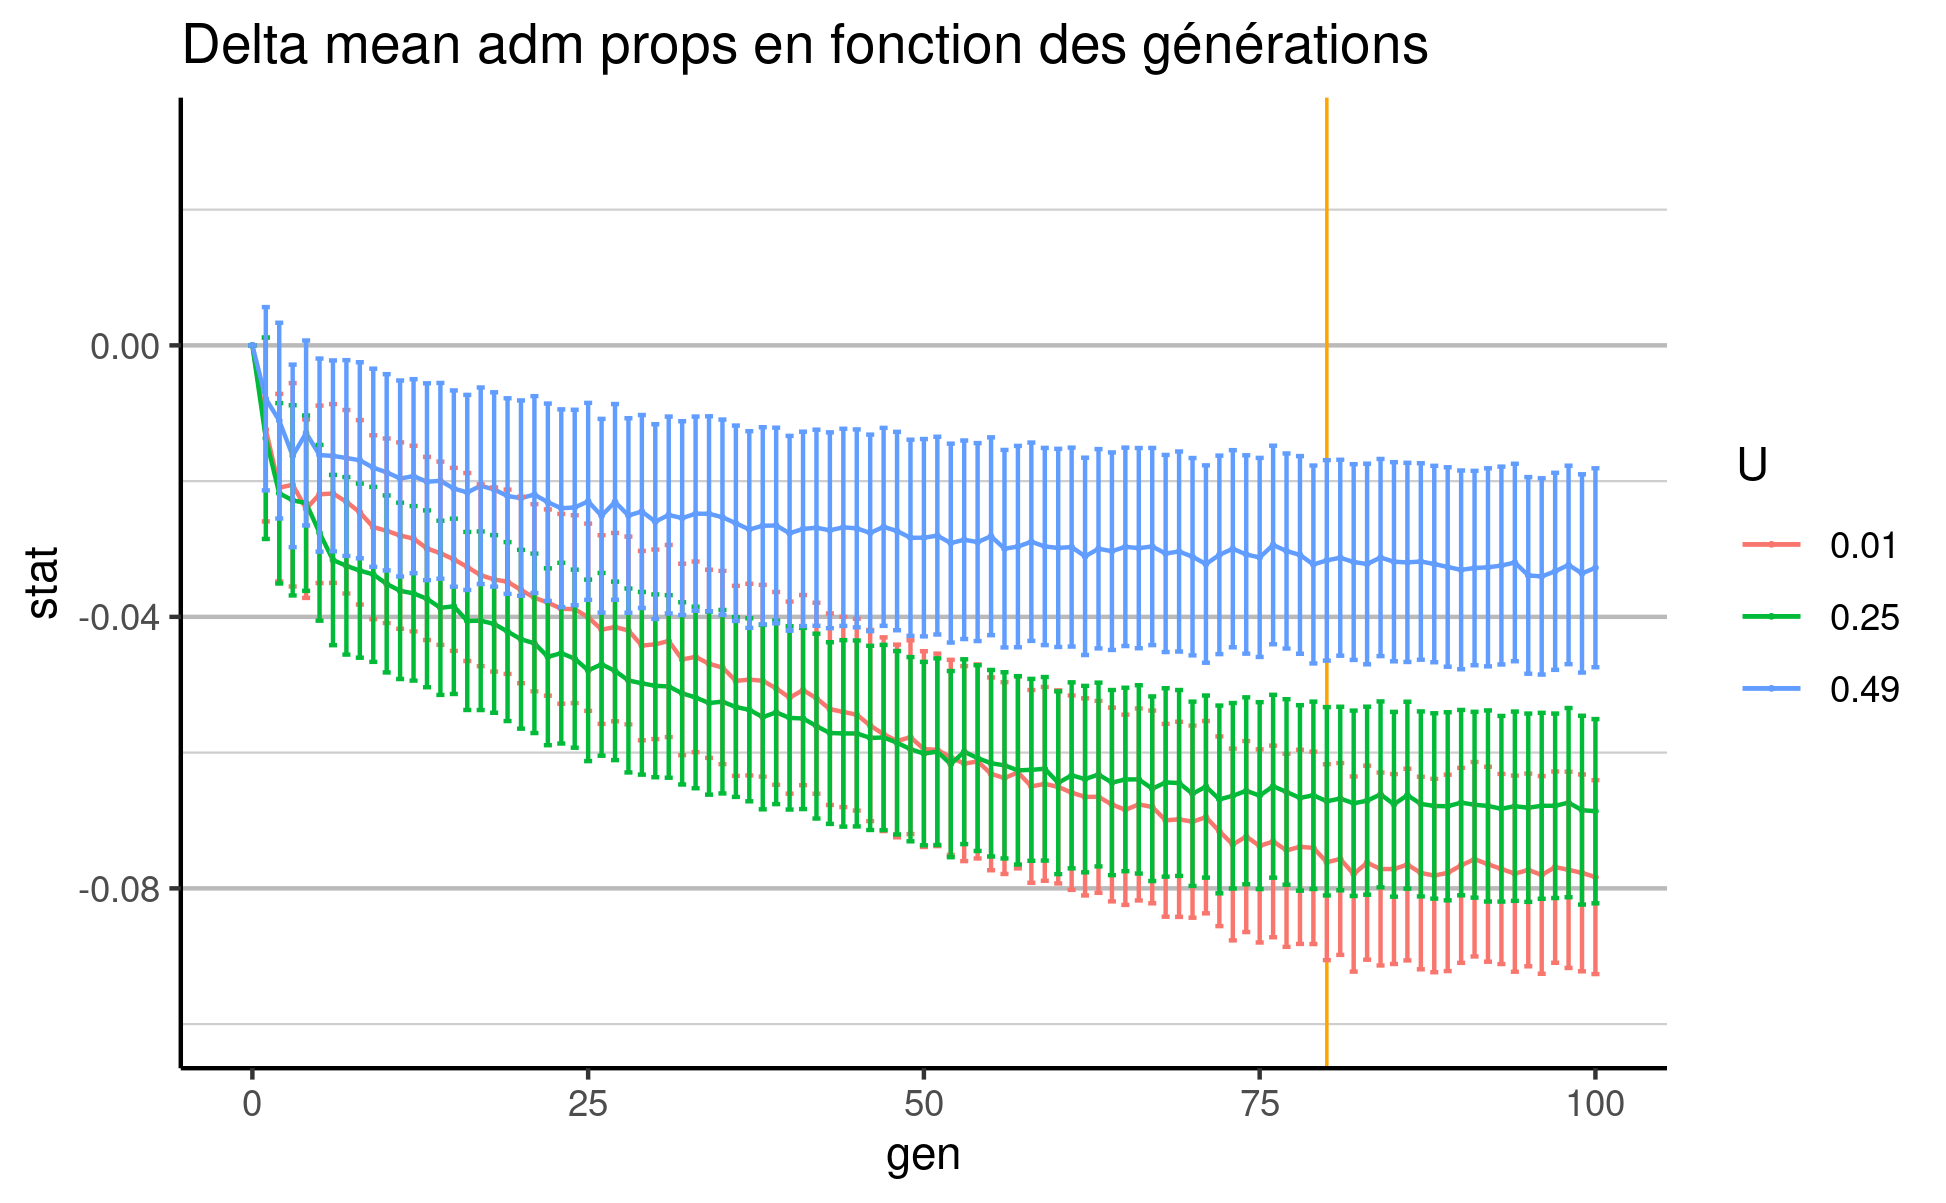 Delta mean adm props en fonction des générations
stat
0.00
-0.04
-0.08
0
25
50
75
100
gen
U
0.01
0.25
0.49